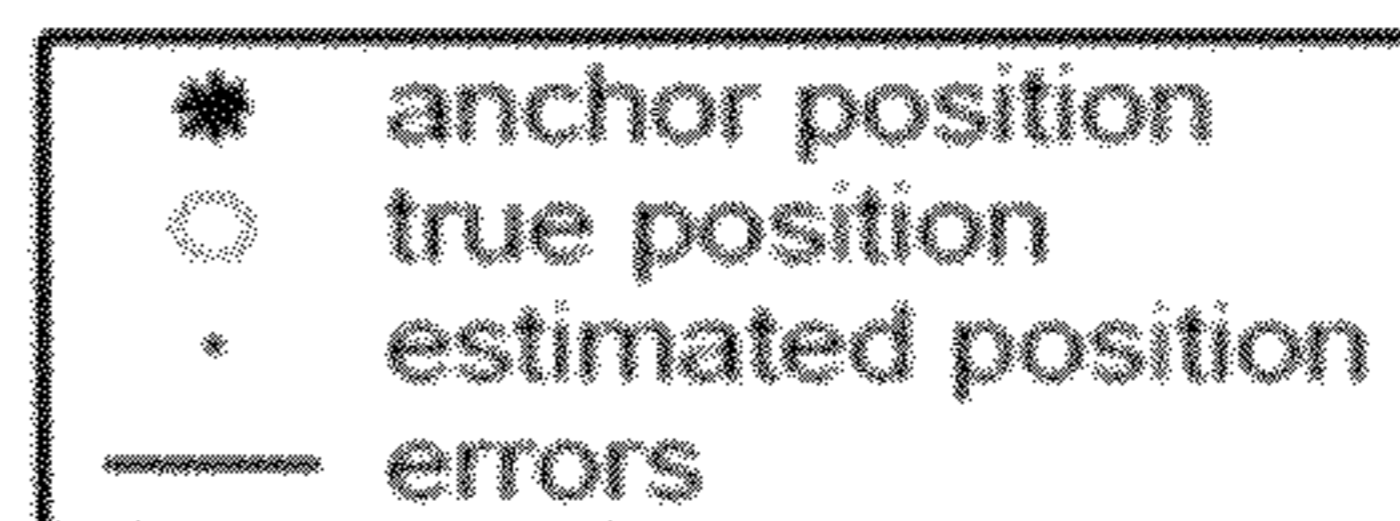 anchor position
true position
estimated position
errors